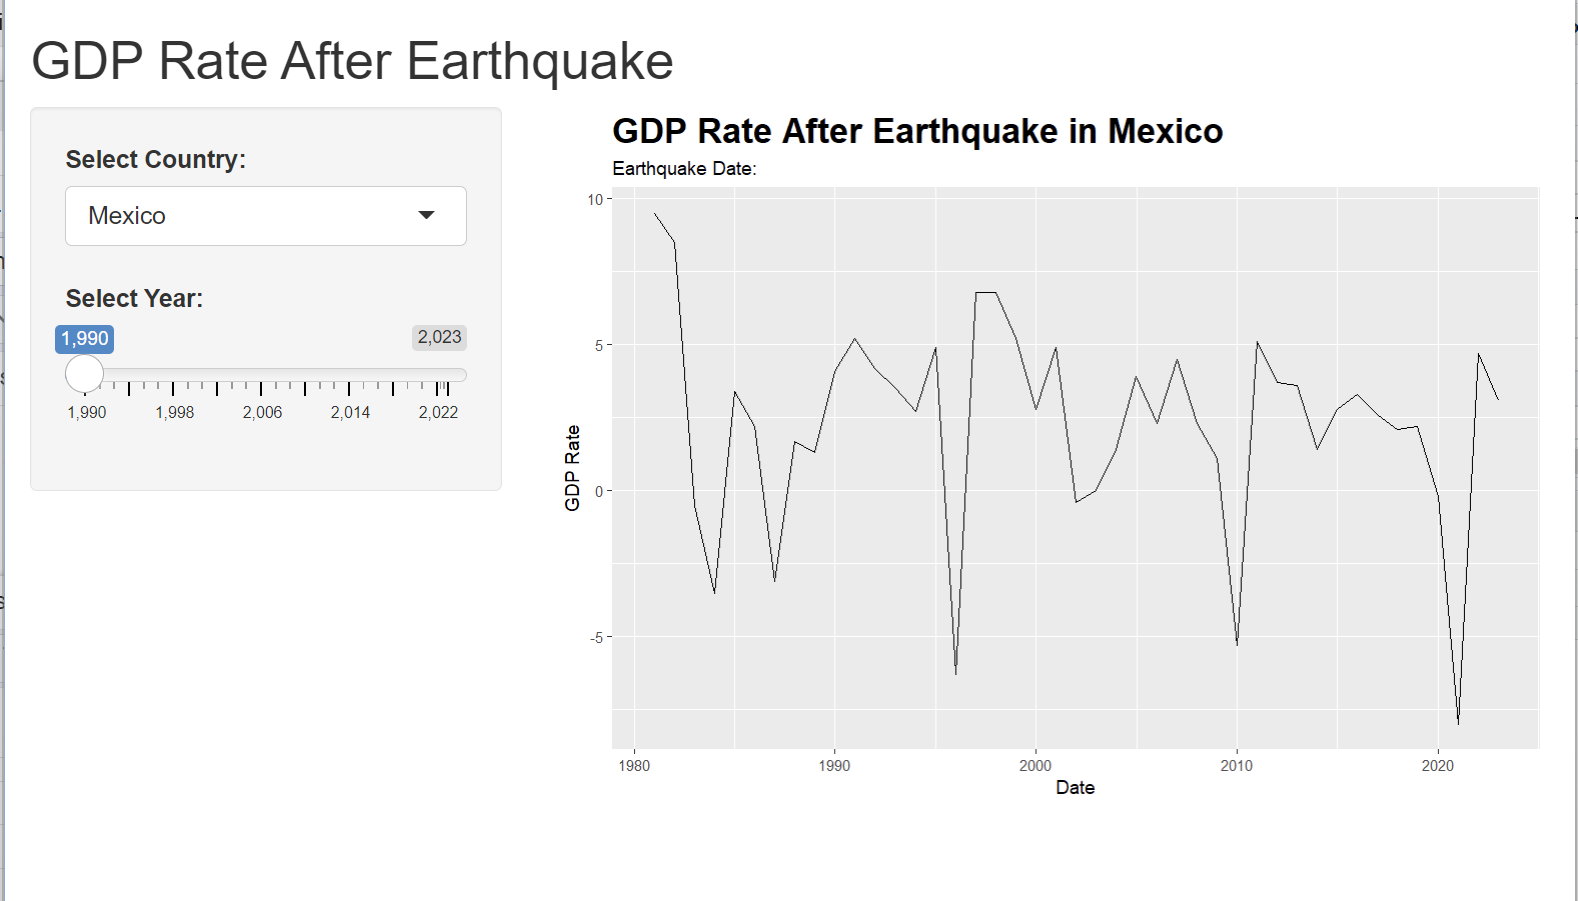 GDP Rate After Earthquake
Select Country:
Mexico
Select Year:
1,990
2,023
1,990 1,998 2,006 2,014 2,022
GDP Rate After Earthquake in Mexico
Earthquake Date:
GDP Rate
10
5
0
-5
1980 1990 2000 2010 2020
Date